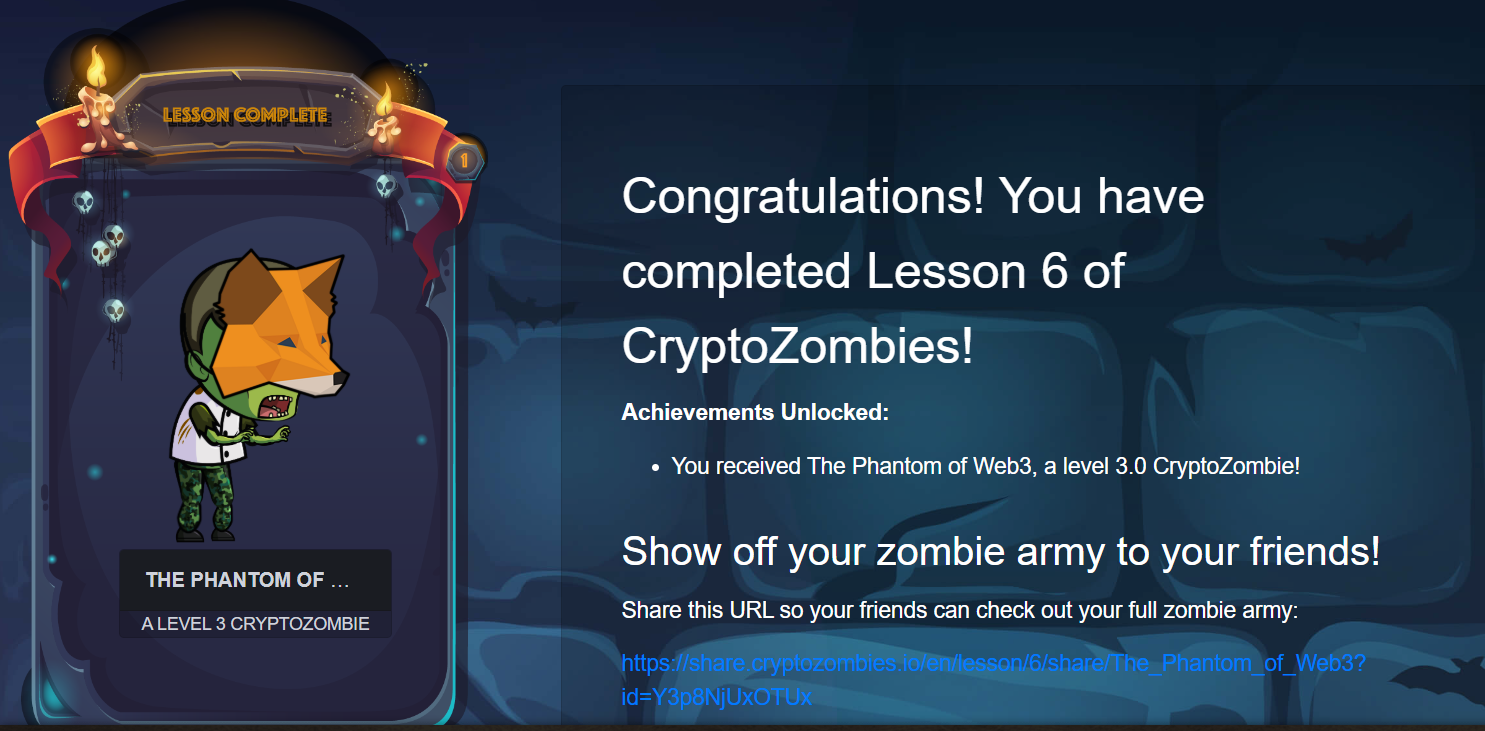 LESSON COMPLETE
1
THE PHANTOM OF ...
A LEVEL 3 CRYPTOZOMBIE
Congratulations! You have
completed Lesson 6 of
CryptoZombies!
Achievements Unlocked:
• You received The Phantom of Web3, a level 3.0 CryptoZombie!
Show off your zombie army to your friends!
Share this URL so your friends can check out your full zombie army:
https://share.cryptozombies.io/en/lesson/6/share/The_Phantom_of_Web3?
id=Y3p8NjUxOTUx